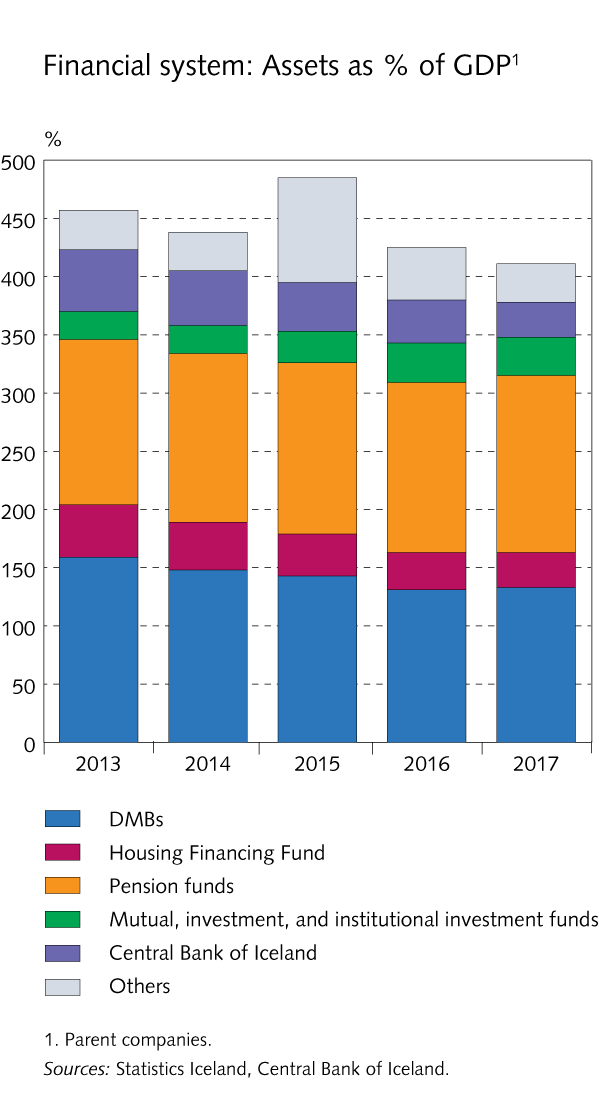 Financial system: Assets as % of GDP¹
%
500
450
400
350
300
250
200
150
100
50
0
2013 2014 2015 2016 2017
DMBs
Housing Financing Fund
Pension funds
Mutual, investment, and institutional investment funds
Central Bank of Iceland
Others
1. Parent companies.
Sources: Statistics Iceland, Central Bank of Iceland.